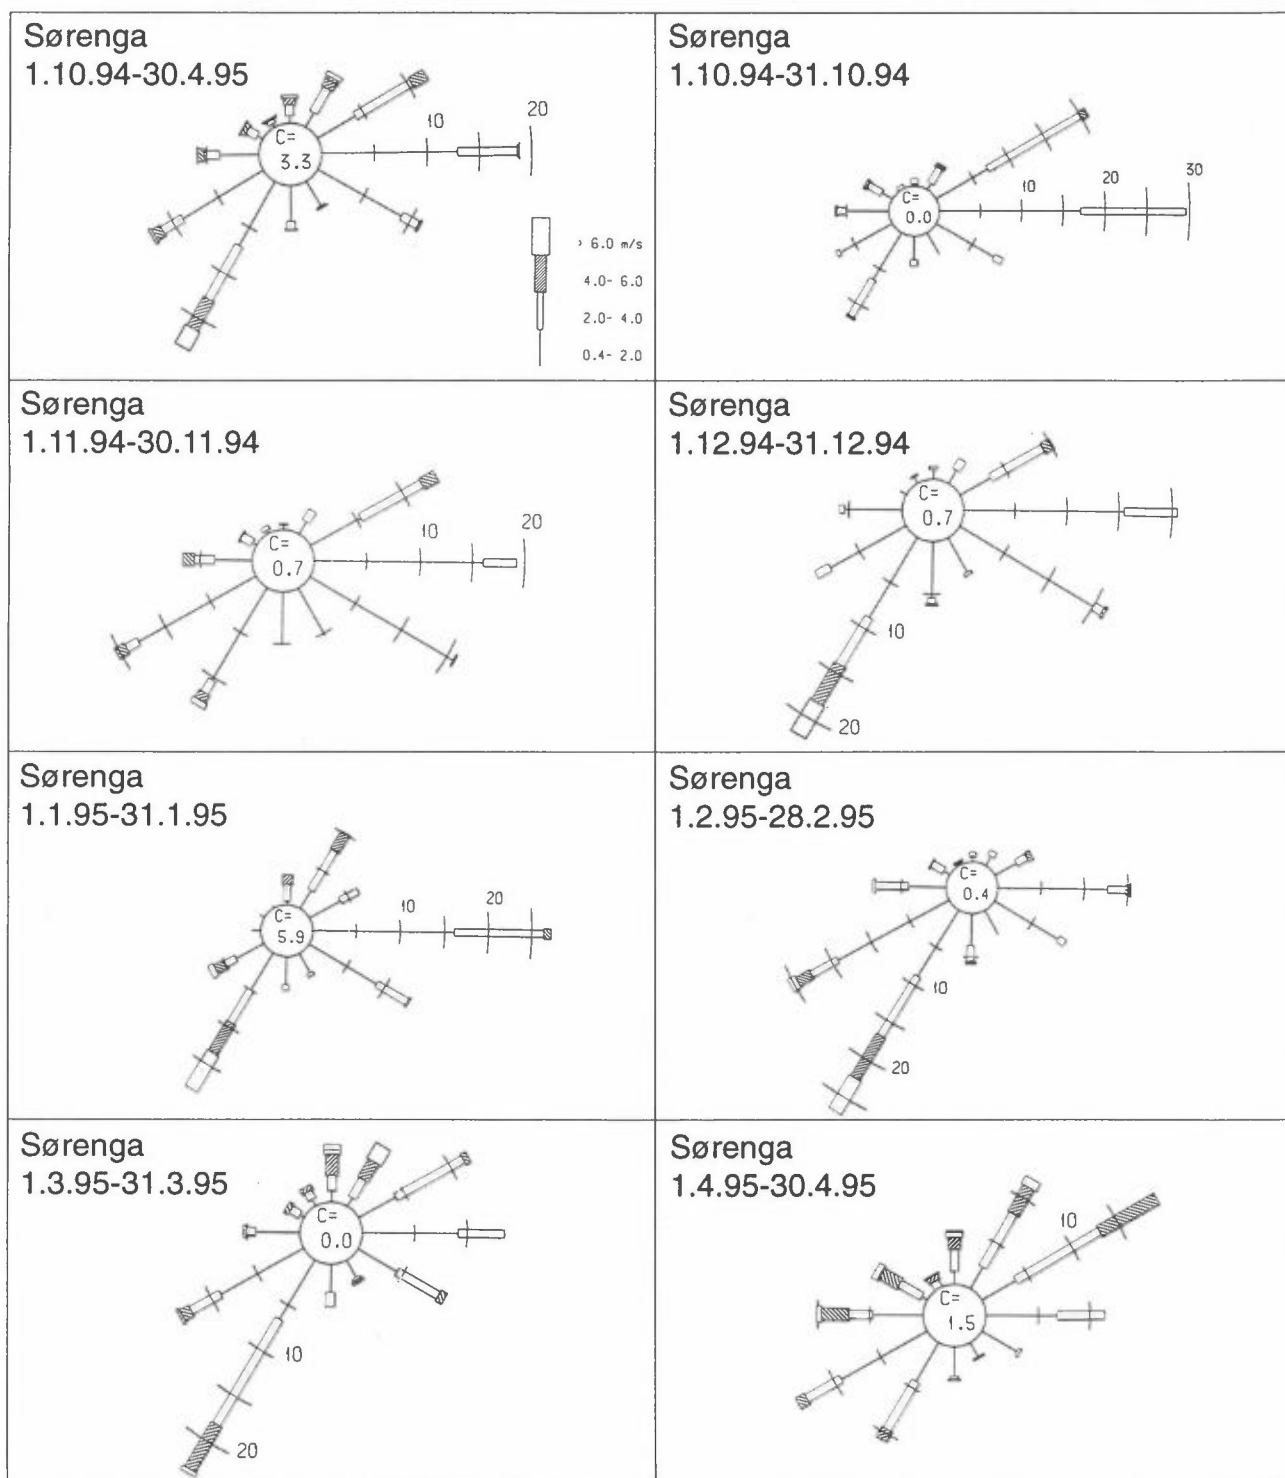 Sørenga
1.10.94-30.4.95
C=
3.3
10
20
> 6.0 m/s
4.0- 6.0
2.0- 4.0
0.4- 2.0
Sørenga
1.10.94-31.10.94
C=
0.0
10
20
30
Sørenga
1.11.94-30.11.94
C=
0.7
10
20
Sørenga
1.12.94-31.12.94
C=
0.7
10
20
Sørenga
1.1.95-31.1.95
C=
5.9
10
20
Sørenga
1.2.95-28.2.95
C=
0.4
10
20
Sørenga
1.3.95-31.3.95
C=
0.0
10
20
Sørenga
1.4.95-30.4.95
C=
1.5
10